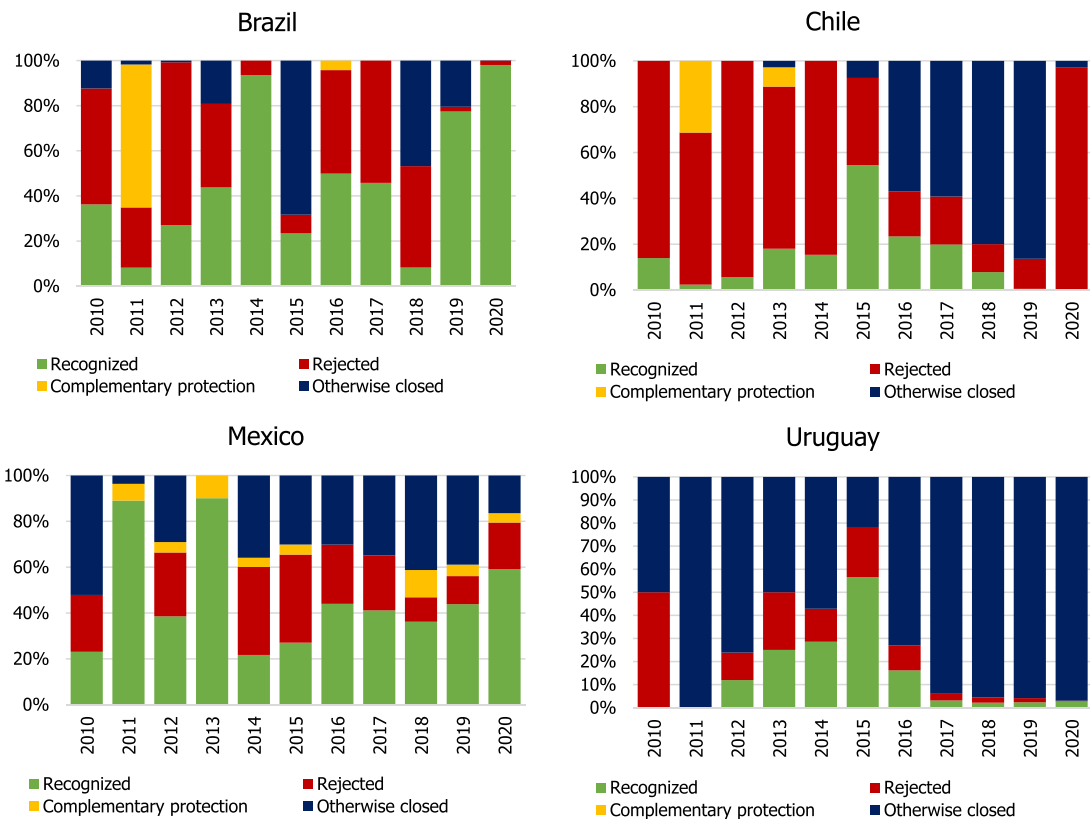 Brazil
100%
80%
60%
40%
20%
0%
2010 2011 2012 2013 2014 2015 2016 2017 2018 2019 2020
Recognized Rejected
Complementary protection Otherwise closed
Chile
100%
80%
60%
40%
20%
0%
2010 2011 2012 2013 2014 2015 2016 2017 2018 2019 2020
Recognized Rejected
Complementary protection Otherwise closed
Mexico
100%
80%
60%
40%
20%
0%
2010 2011 2012 2013 2014 2015 2016 2017 2018 2019 2020
Recognized Rejected
Complementary protection Otherwise closed
Uruguay
100%
90%
80%
70%
60%
50%
40%
30%
20%
10%
0%
2010 2011 2012 2013 2014 2015 2016 2017 2018 2019 2020
Recognized Rejected
Complementary protection Otherwise closed